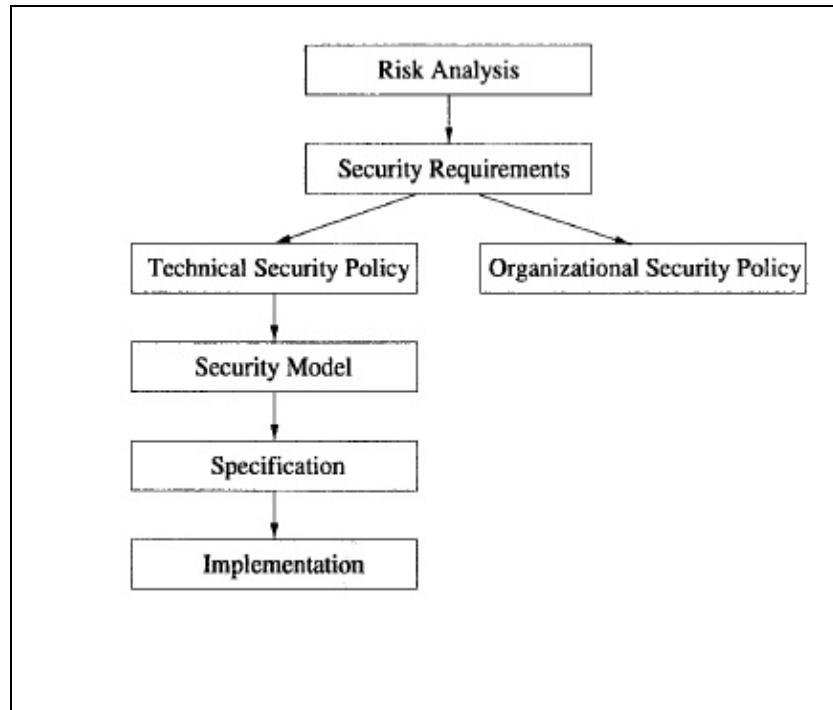 Risk Analysis
Security Requirements
Technical Security Policy
Organizational Security Policy
Security Model
Specification
Implementation